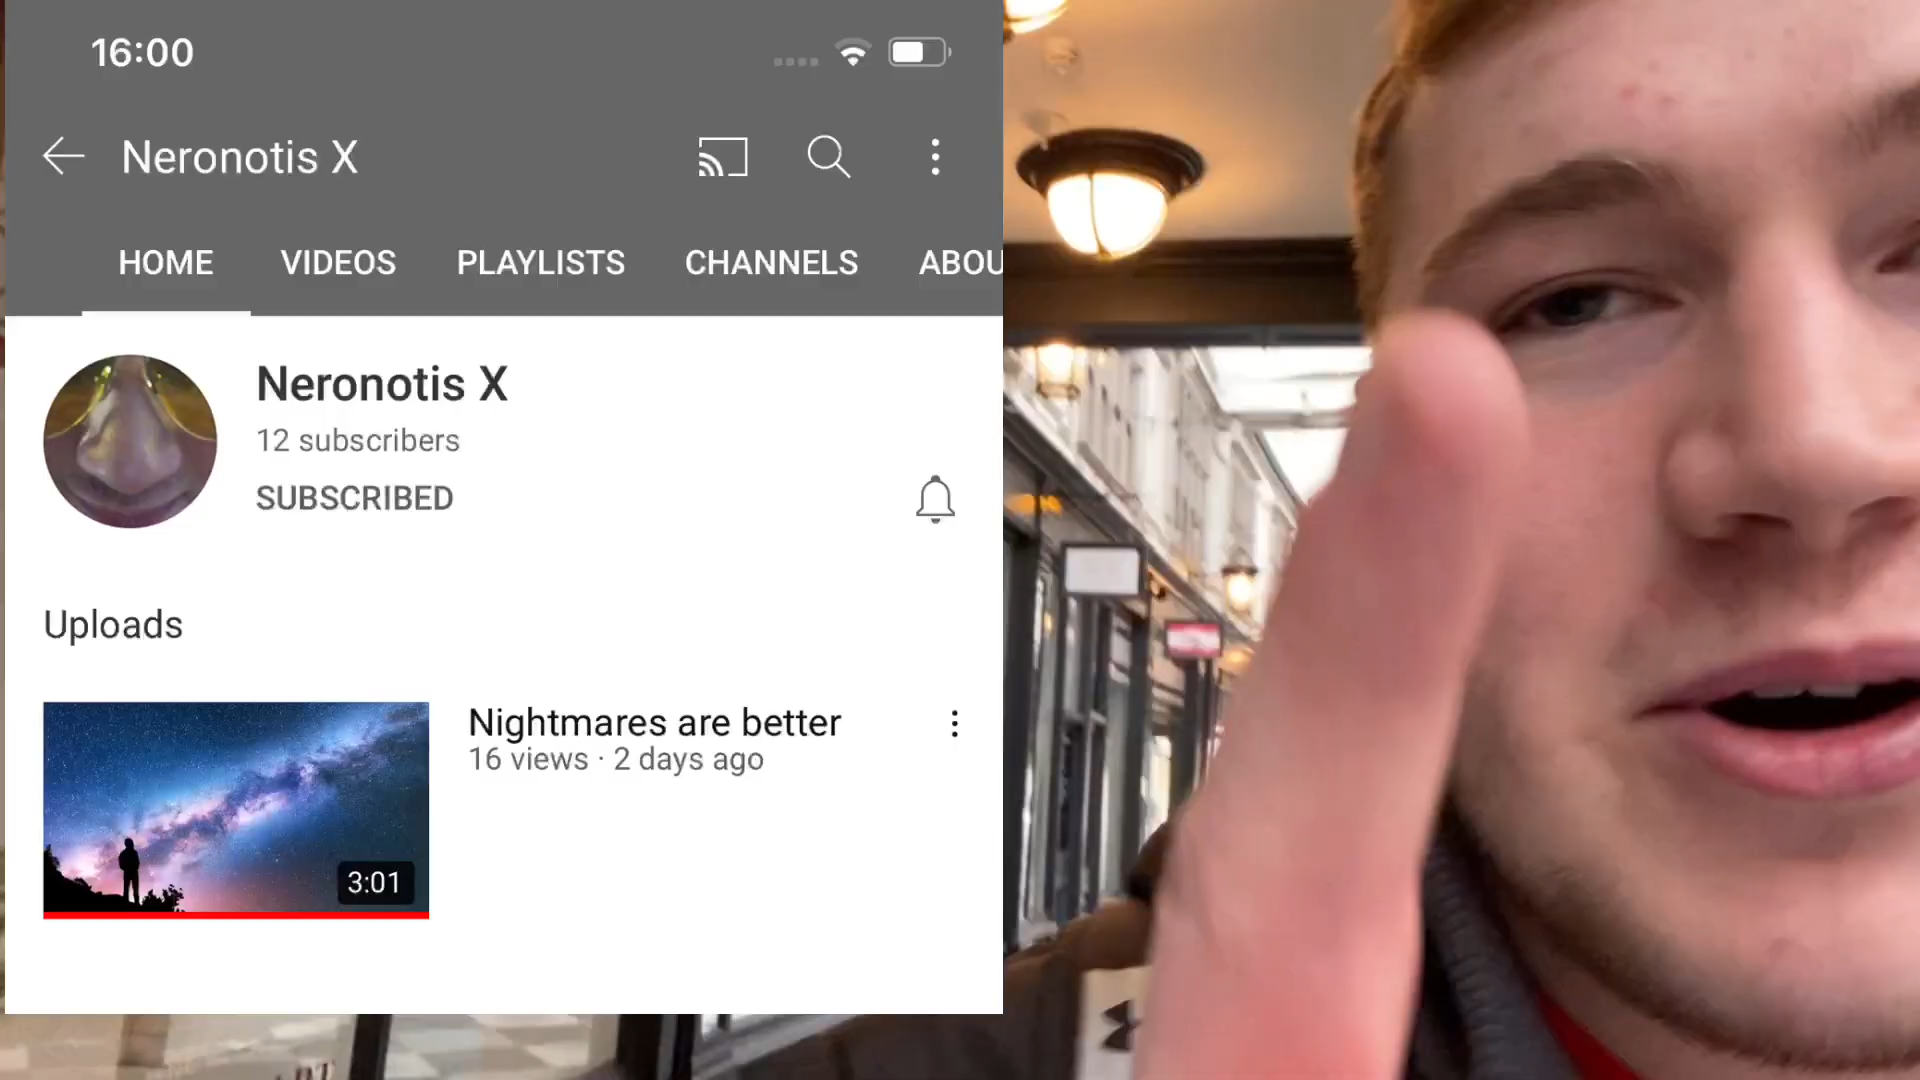 16:00
Neronotis X
HOME VIDEOS PLAYLISTS CHANNELS ABOU
Neronotis X
12 subscribers
SUBSCRIBED
Uploads
Nightmares are better
16 views · 2 days ago
3:01